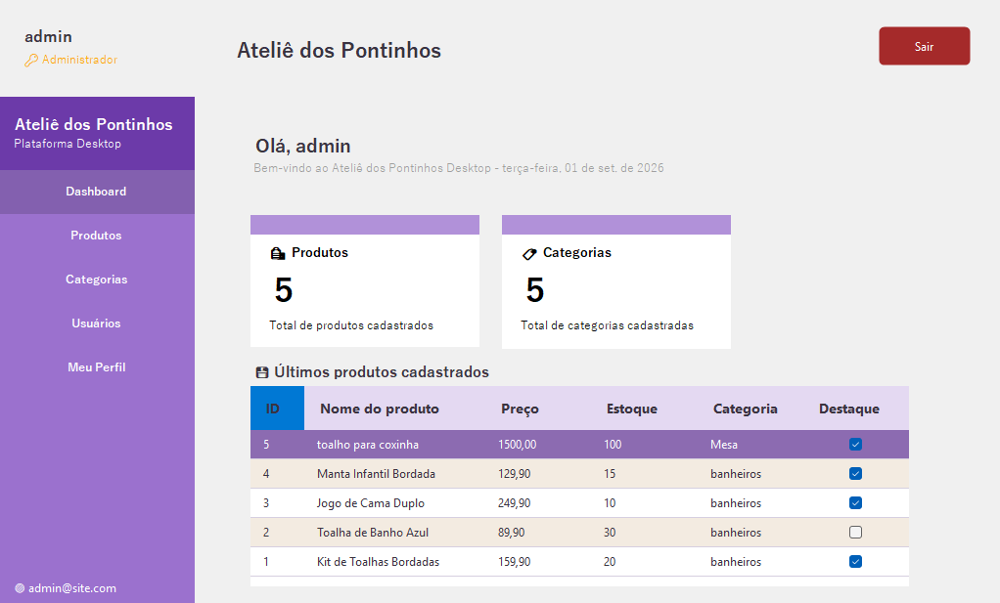 admin
Administrador
Ateliê dos Pontinhos
Sair
Ateliê dos Pontinhos
Plataforma Desktop
Dashboard
Produtos
Categorias
Usuários
Meu Perfil
admin@site.com
Olá, admin
Bem-vindo ao Ateliê dos Pontinhos Desktop - terça-feira, 01 de set. de 2026
Produtos
5
Total de produtos cadastrados
Categorias
5
Total de categorias cadastradas
Últimos produtos cadastrados
ID Nome do produto Preço Estoque Categoria Destaque
5 toalho para coxinha 1500,00 100 Mesa
4 Manta Infantil Bordada 129,90 15 banheiros
3 Jogo de Cama Duplo 249,90 10 banheiros
2 Toalha de Banho Azul 89,90 30 banheiros
1 Kit de Toalhas Bordadas 159,90 20 banheiros